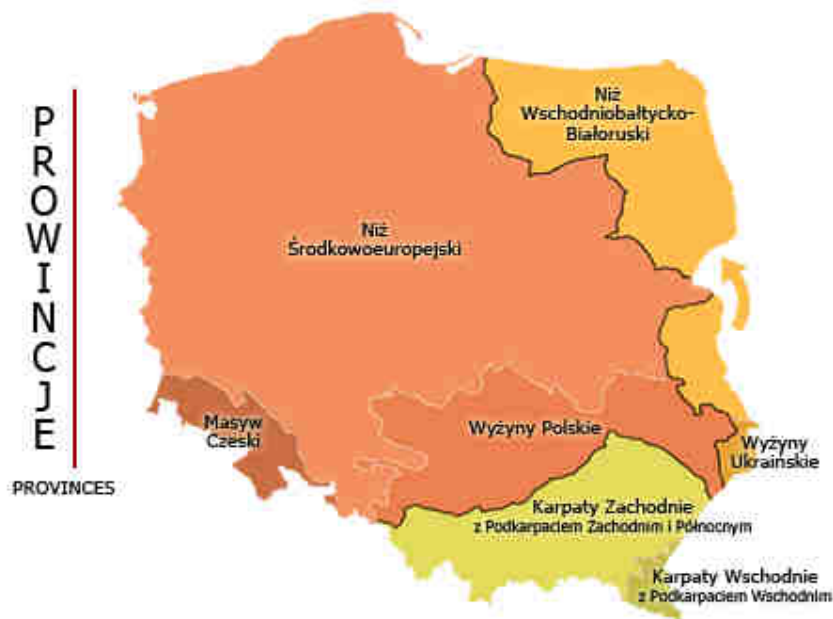 PROWINCJE
PROVINCES
Niż
Wschodniobałtycko-
Białoruski
Niż
Środkowoeuropejski
Masyw
Czeski
Wyżyny Polskie
Wyżyny
Ukraińskie
Karpaty Zachodnie
z Podkarpaciem Zachodnim i Północnym
Karpaty Wschodnie
z Podkarpaciem Wschodnim